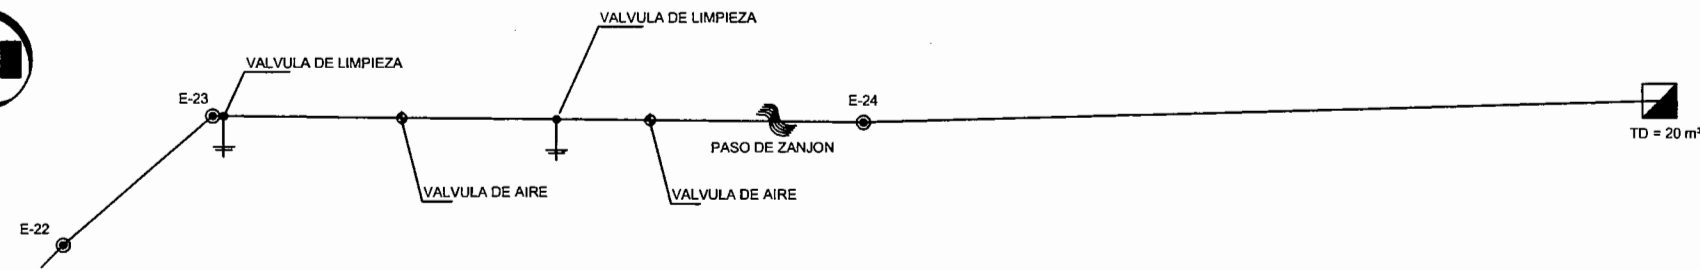 VALVULA DE LIMPIEZA
VALVULA DE LIMPIEZA
E-23
E-24
TD = 20 m³
PASO DE ZANJON
VALVULA DE AIRE
VALVULA DE AIRE
E-22